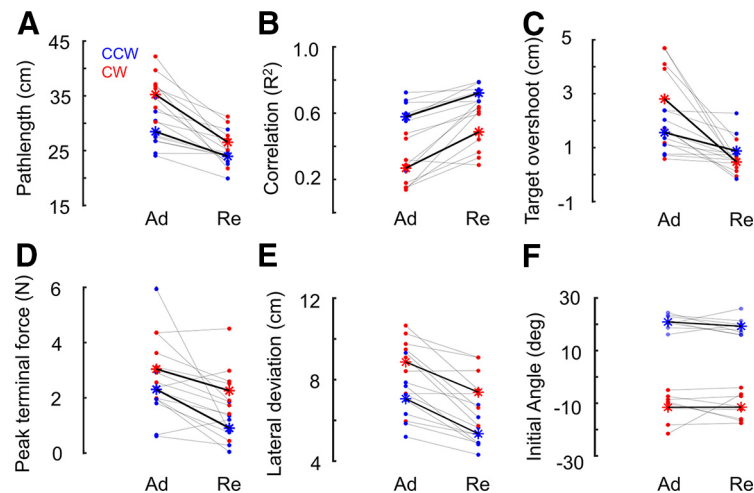 A
Pathlength (cm)
45
35
25
15
CCW
CW
Ad Re
B
Correlation (R²)
1.0
0.6
0.2
Ad Re
C
Target overshoot (cm)
5
3
1
-1
Ad Re
D
Peak terminal force (N)
6
4
2
0
Ad Re
E
Lateral deviation (cm)
12
8
4
Ad Re
F
Initial Angle (deg)
30
10
-10
-30
Ad Re